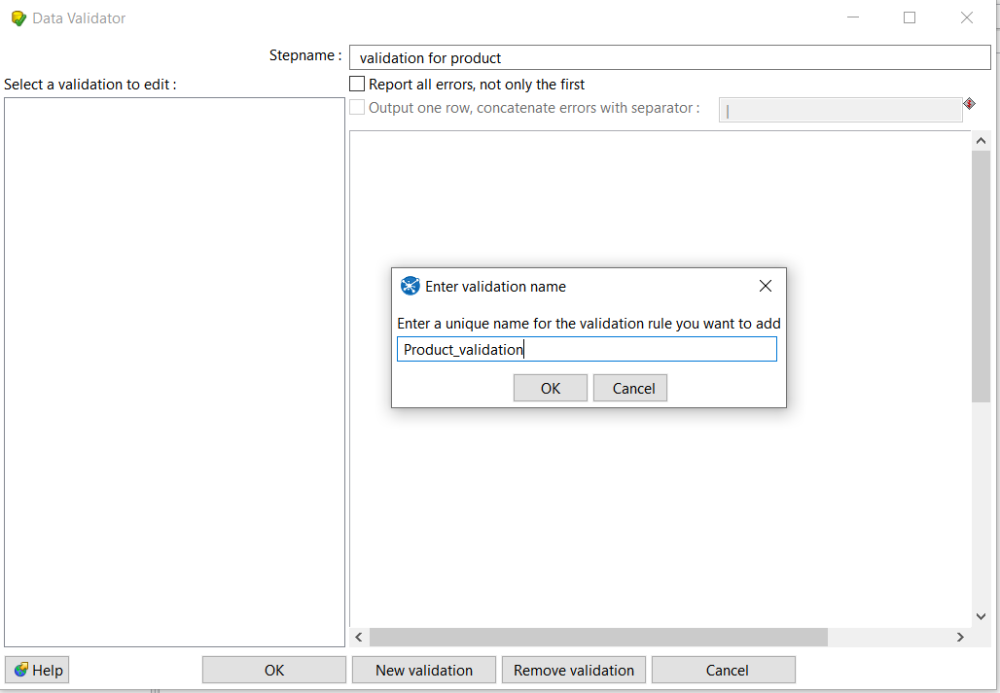 Data Validator
Stepname : validation for product
Select a validation to edit :
Report all errors, not only the first
Output one row, concatenate errors with separator : |
Enter validation name
Enter a unique name for the validation rule you want to add
Product_validation
OK Cancel
Help OK New validation Remove validation Cancel